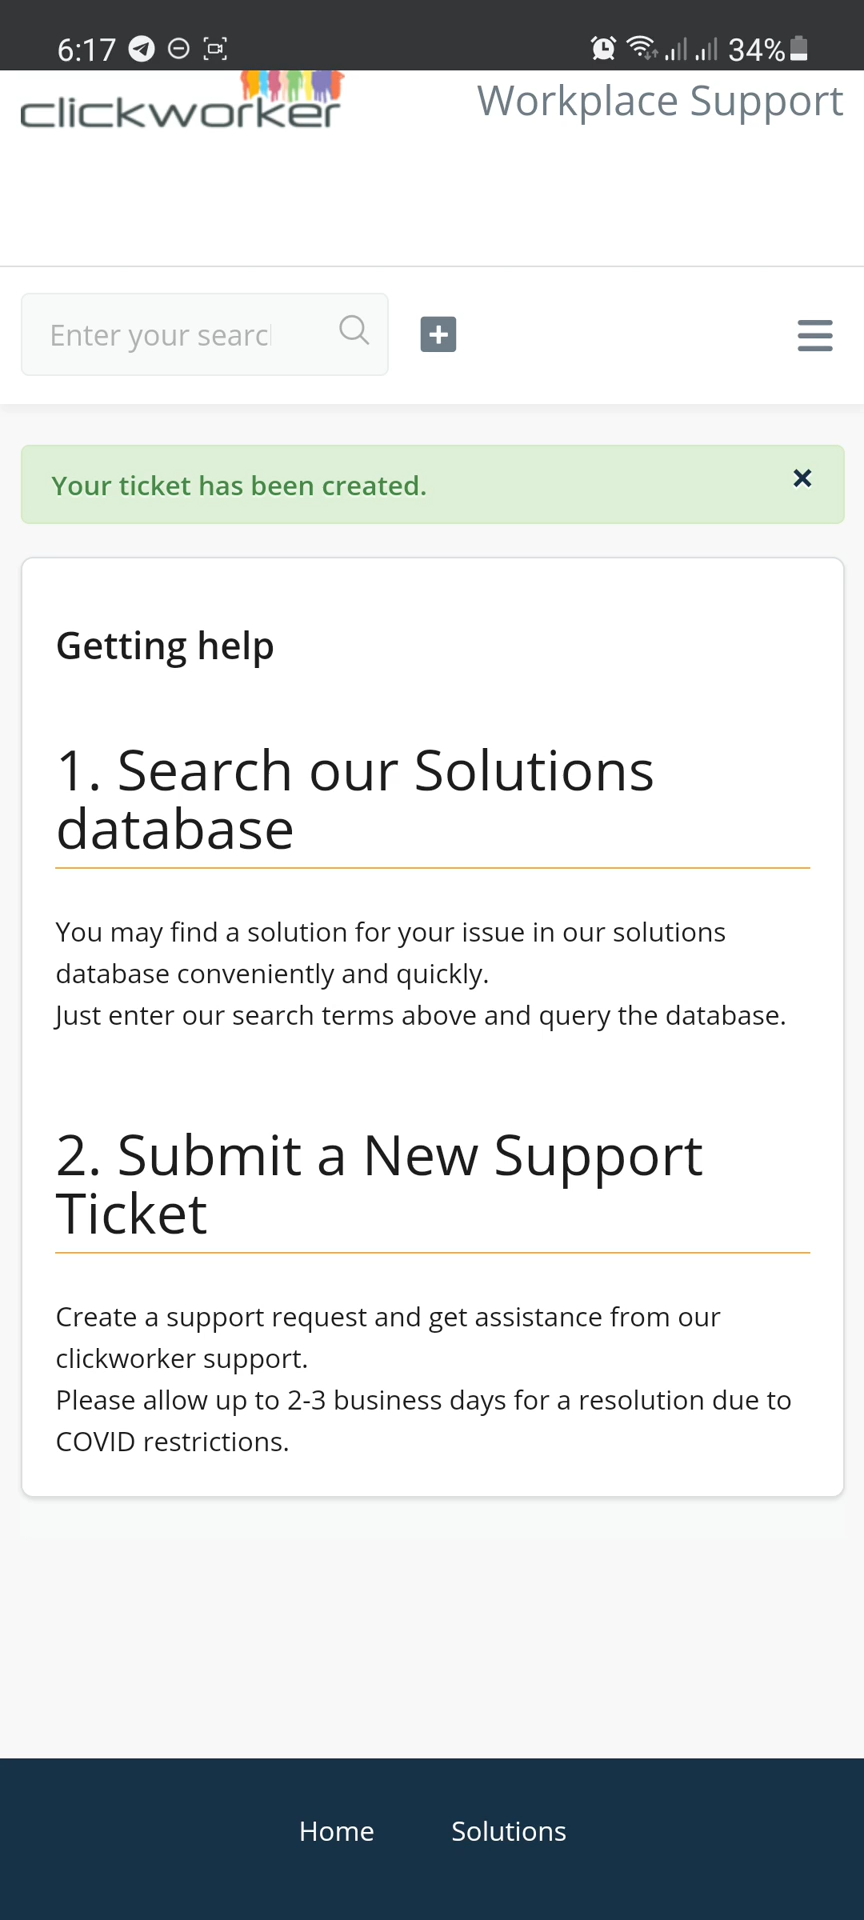 6:17 34%
clickworker Workplace Support
Enter your searc
Your ticket has been created.
Getting help
1. Search our Solutions
database
You may find a solution for your issue in our solutions
database conveniently and quickly.
Just enter our search terms above and query the database.
2. Submit a New Support
Ticket
Create a support request and get assistance from our
clickworker support.
Please allow up to 2-3 business days for a resolution due to
COVID restrictions.
Home Solutions